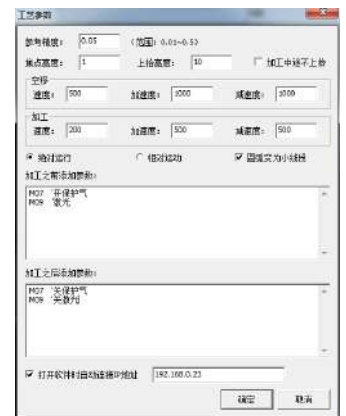 工艺参数
参考精度： 0.05 （范围：0.01~0.5）
焦点高度： 1 上抬高度： 10 加工中途不上抬
空移
速度： 500 加速度： 1000 减速度： 1000
加工
速度： 200 加速度： 500 减速度： 500
绝对运行 相对运动 圆弧变为小线段
加工之前添加参数：
M07 '开保护气
M09 '激光
加工之后添加参数：
M07 '关保护气
M09 '关激光
打开软件时自动连接IP地址 192.168.0.23
确定 取消